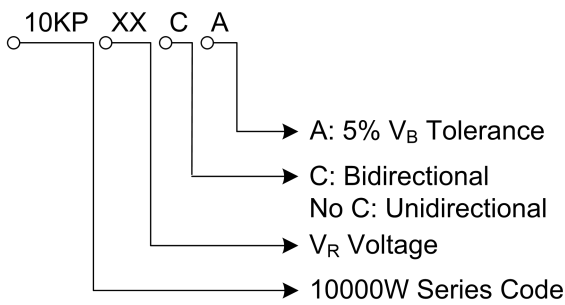 10KP XX C A
A: 5% VB Tolerance
C: Bidirectional
No C: Unidirectional
VR Voltage
10000W Series Code